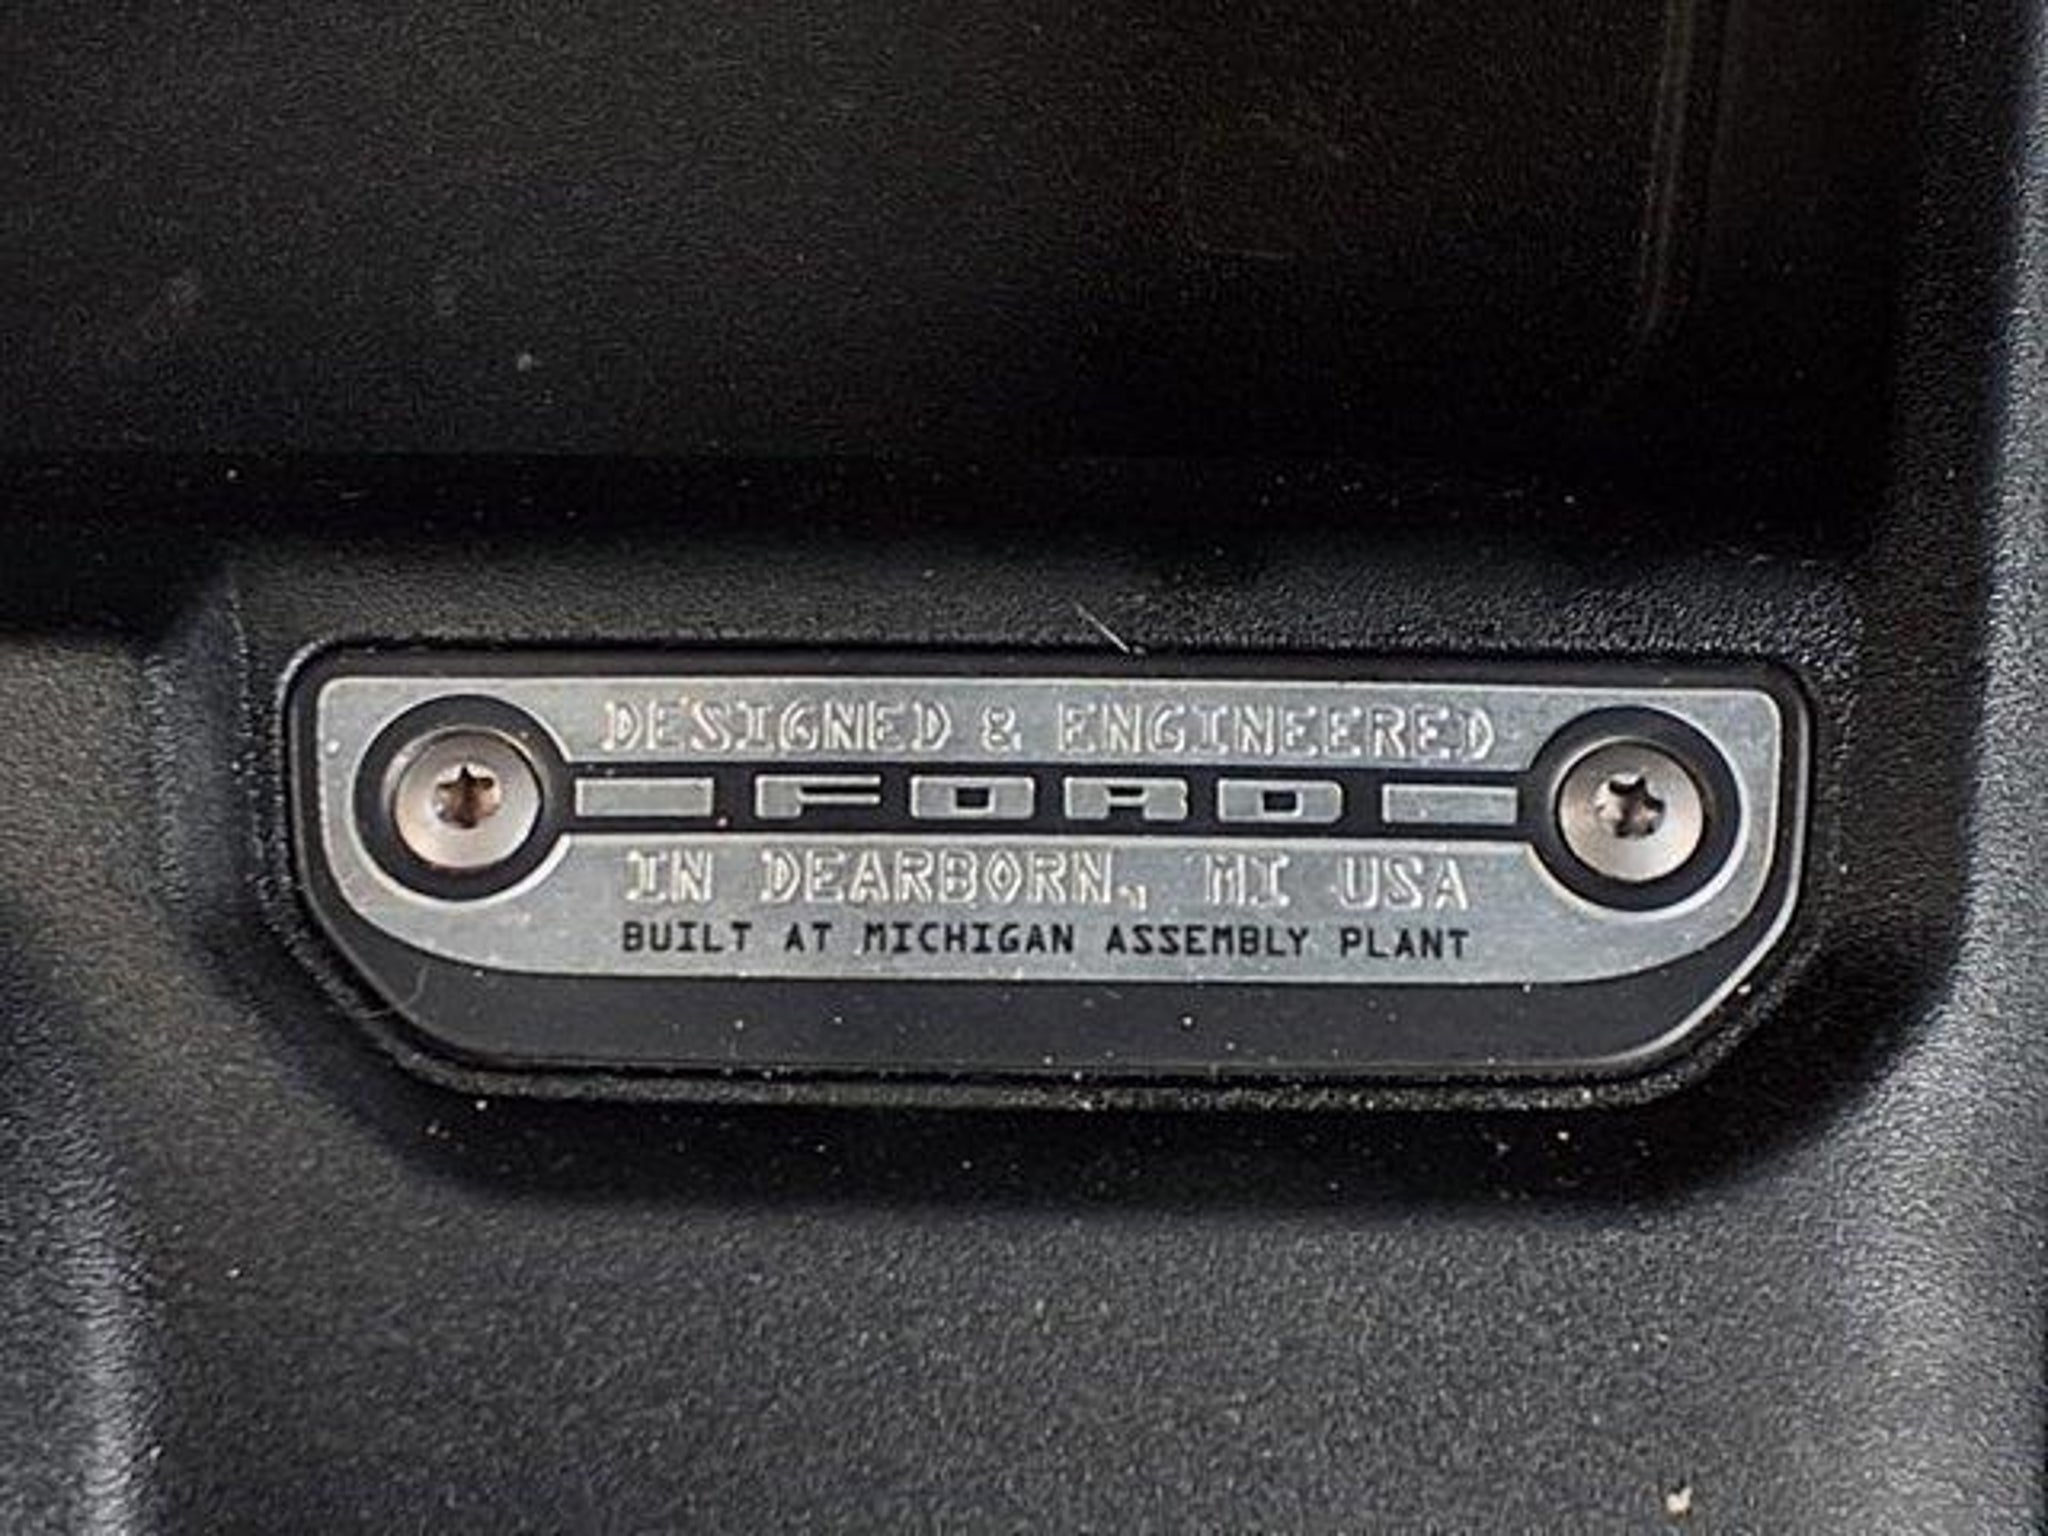 DESIGNED & ENGINEERED
FORD
IN DEARBORN, MI USA
BUILT AT MICHIGAN ASSEMBLY PLANT